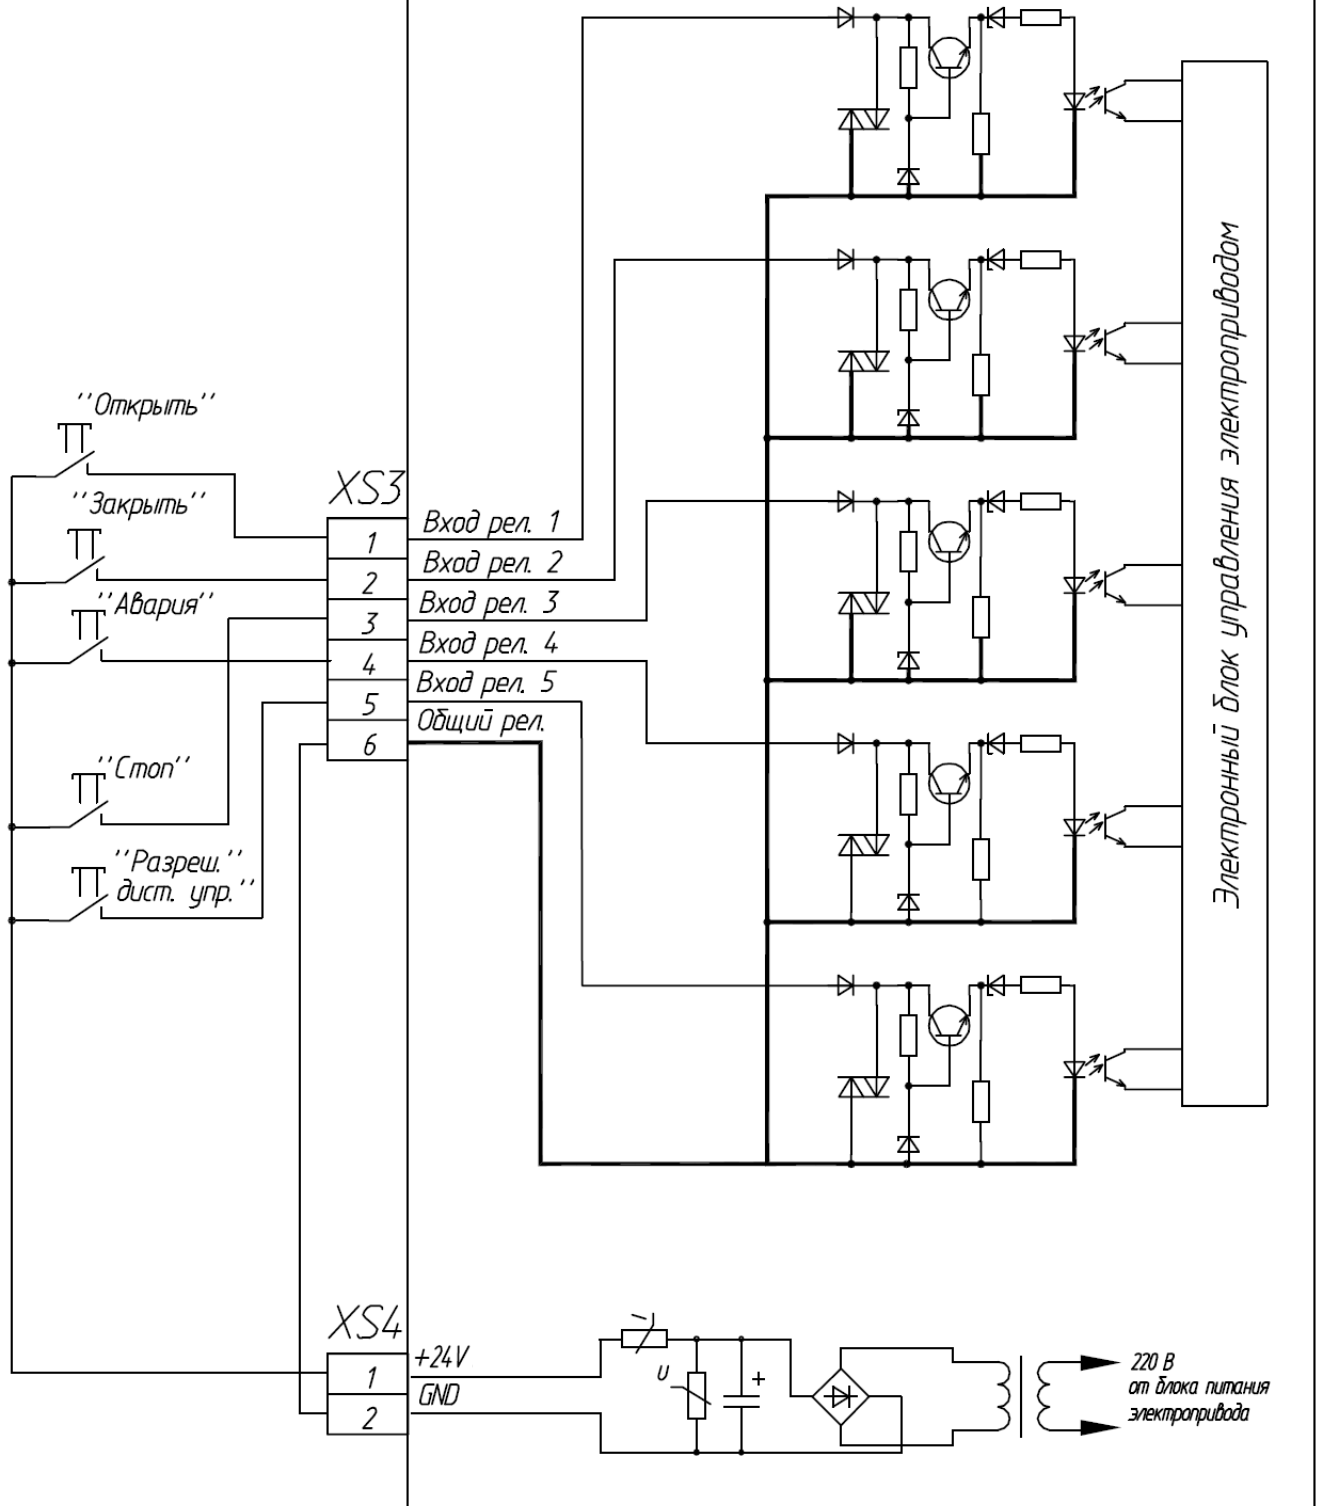 ''Открыть''
''Закрыть''
''Авария''
''Стоп''
''Разреш.''
дист. упр.''
XS3
1
2
3
4
5
6
Вход рел. 1
Вход рел. 2
Вход рел. 3
Вход рел. 4
Вход рел. 5
Общий рел.
Электронный блок управления электроприводом
XS4
1
2
+24V
GND
U
+
220 В
от блока питания
электропривода